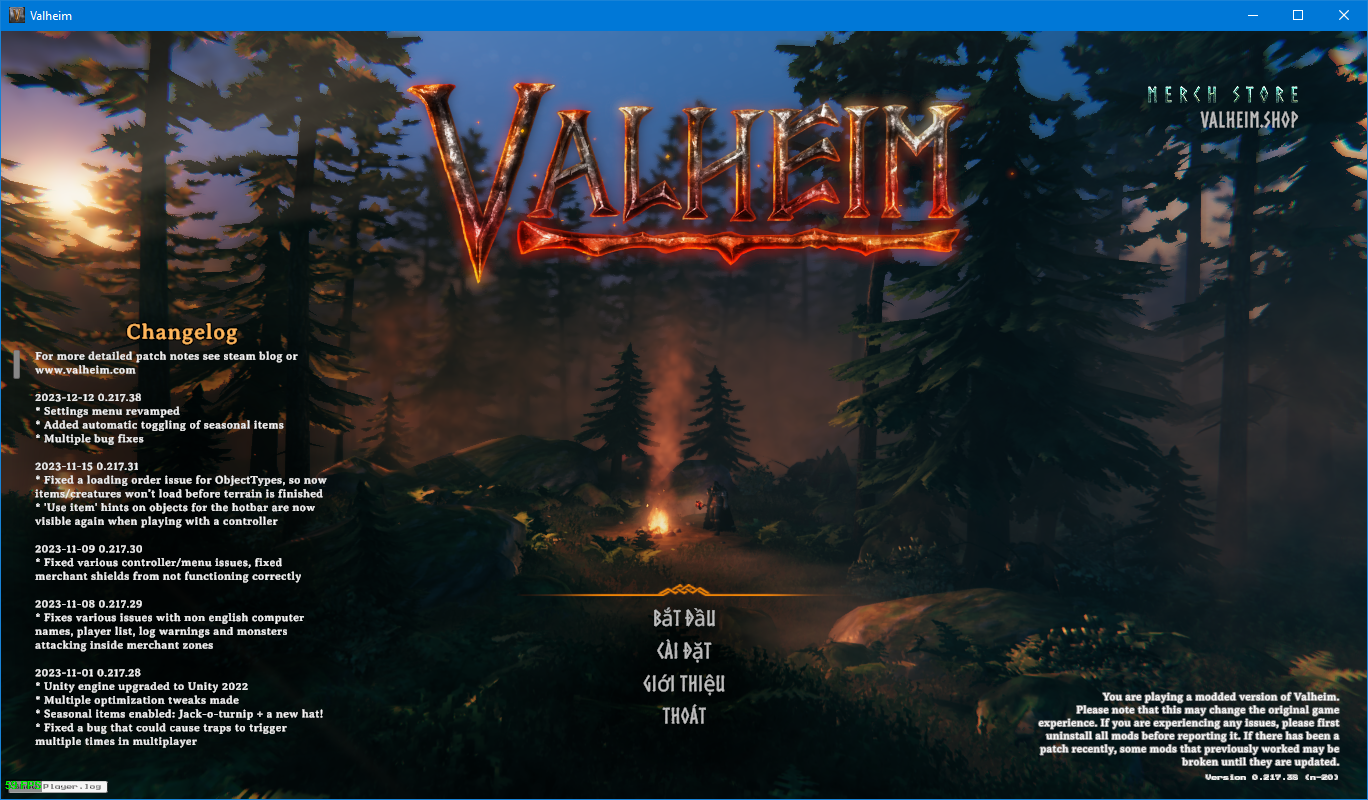 Valheim
VALHEIM
MERCH STORE
VALHEIM.SHOP
Changelog
For more detailed patch notes see steam blog or
www.valheim.com
2023-12-12 0.217.38
* Settings menu revamped
* Added automatic toggling of seasonal items
* Multiple bug fixes
2023-11-15 0.217.31
* Fixed a loading order issue for ObjectTypes, so now
items/creatures won't load before terrain is finished
* 'Use item' hints on objects for the hotbar are now
visible again when playing with a controller
2023-11-09 0.217.30
* Fixed various controller/menu issues, fixed
merchant shields from not functioning correctly
2023-11-08 0.217.29
* Fixes various issues with non english computer
names, player list, log warnings and monsters
attacking inside merchant zones
2023-11-01 0.217.28
* Unity engine upgraded to Unity 2022
* Multiple optimization tweaks made
* Seasonal items enabled: Jack-o-turnip + a new hat!
* Fixed a bug that could cause traps to trigger
multiple times in multiplayer
BẮT ĐẦU
CÀI ĐẶT
GIỚI THIỆU
THOÁT
You are playing a modded version of Valheim.
Please note that this may change the original game
experience. If you are experiencing any issues, please first
uninstall all mods before reporting it. If there has been a
patch recently, some mods that previously worked may be
broken until they are updated.
Version 0.217.38 (n-20)
Player.log